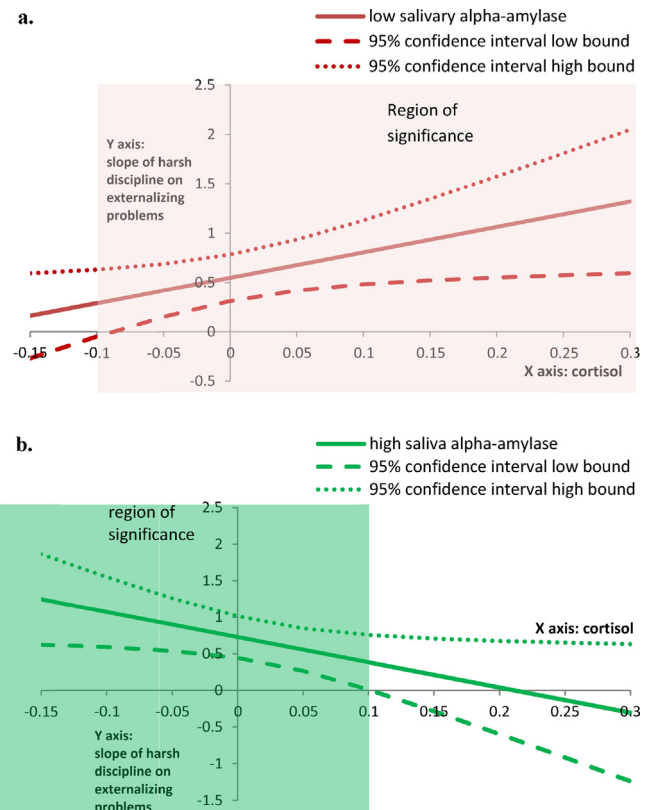 a.
low salivary alpha-amylase
95% confidence interval low bound
95% confidence interval high bound
2.5
Region of
significance
2
Y axis:
slope of harsh
discipline on
externalizing
problems
1.5
1
0.5
0
-0.15 -0.1 -0.05 0 0.05 0.1 0.15 0.2 0.25 0.3
X axis: cortisol
-0.5
b.
high saliva alpha-amylase
95% confidence interval low bound
95% confidence interval high bound
region of
significance
2.5
2
1.5
1
X axis: cortisol
0.5
0
-0.15 -0.1 -0.05 0 0.05 0.1 0.15 0.2 0.25 0.3
-0.5
Y axis:
slope of harsh
discipline on
externalizing
problems
-1
-1.5